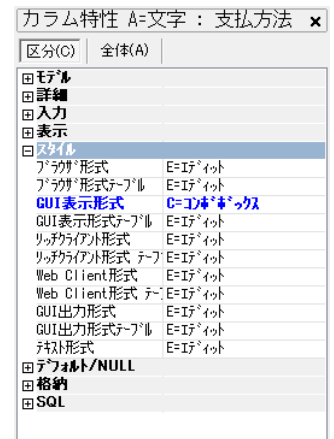 カラム特性 A=文字 : 支払方法 ×
区分(C) 全体(A)
⊞モデル
⊞詳細
⊞入力
⊞表示
⊟スタイル
ブラウザ形式 E=エディット
ブラウザ形式テーブル E=エディット
GUI表示形式 C=コンボボックス
GUI表示形式テーブル E=エディット
リッチクライアント形式 E=エディット
リッチクライアント形式 テーブ E=エディット
Web Client形式 E=エディット
Web Client形式 テーブ E=エディット
GUI出力形式 E=エディット
GUI出力形式テーブル E=エディット
テキスト形式 E=エディット
⊞デフォルト/NULL
⊞格納
⊞SQL